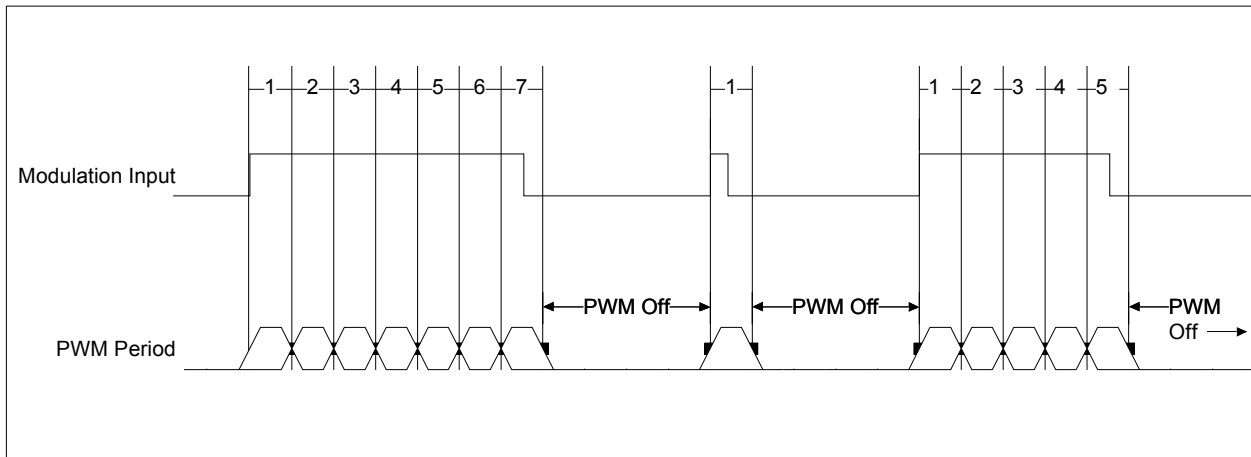 1 2 3 4 5 6 7 1 1 2 3 4 5
Modulation Input
PWM Off PWM Off PWM
Off
PWM Period